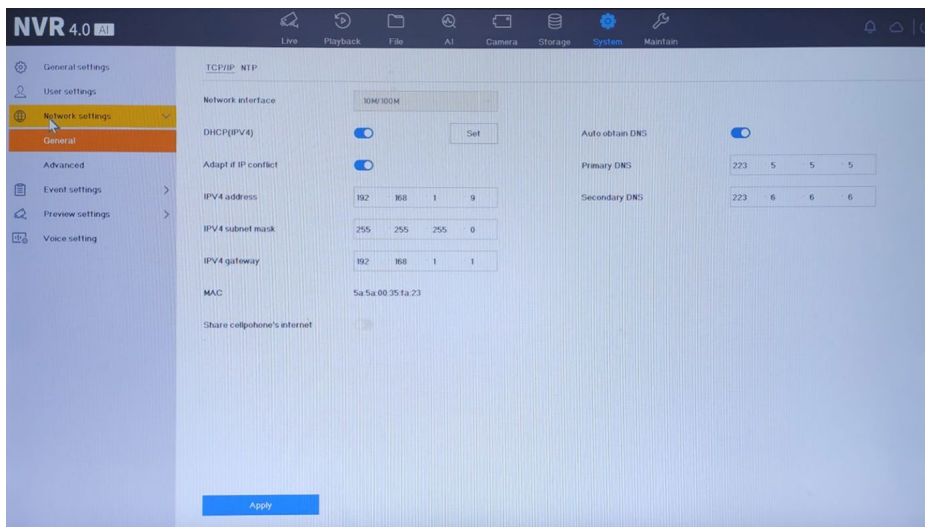 NVR 4.0 AI
Live Playback File AI Camera Storage System Maintain
General settings
User settings
Network settings
General
Advanced
Event settings
Preview settings
Voice setting
TCP/IP NTP
Network interface 10M/100M
DHCP(IPV4) Set Auto obtain DNS
Adapt if IP conflict Primary DNS 223 5 5 5
IPV4 address 192 168 1 9 Secondary DNS 223 6 6 6
IPV4 subnet mask 255 255 255 0
IPV4 gateway 192 168 1 1
MAC 5a:5a:00:35:fa:23
Share cellpohone's internet
Apply